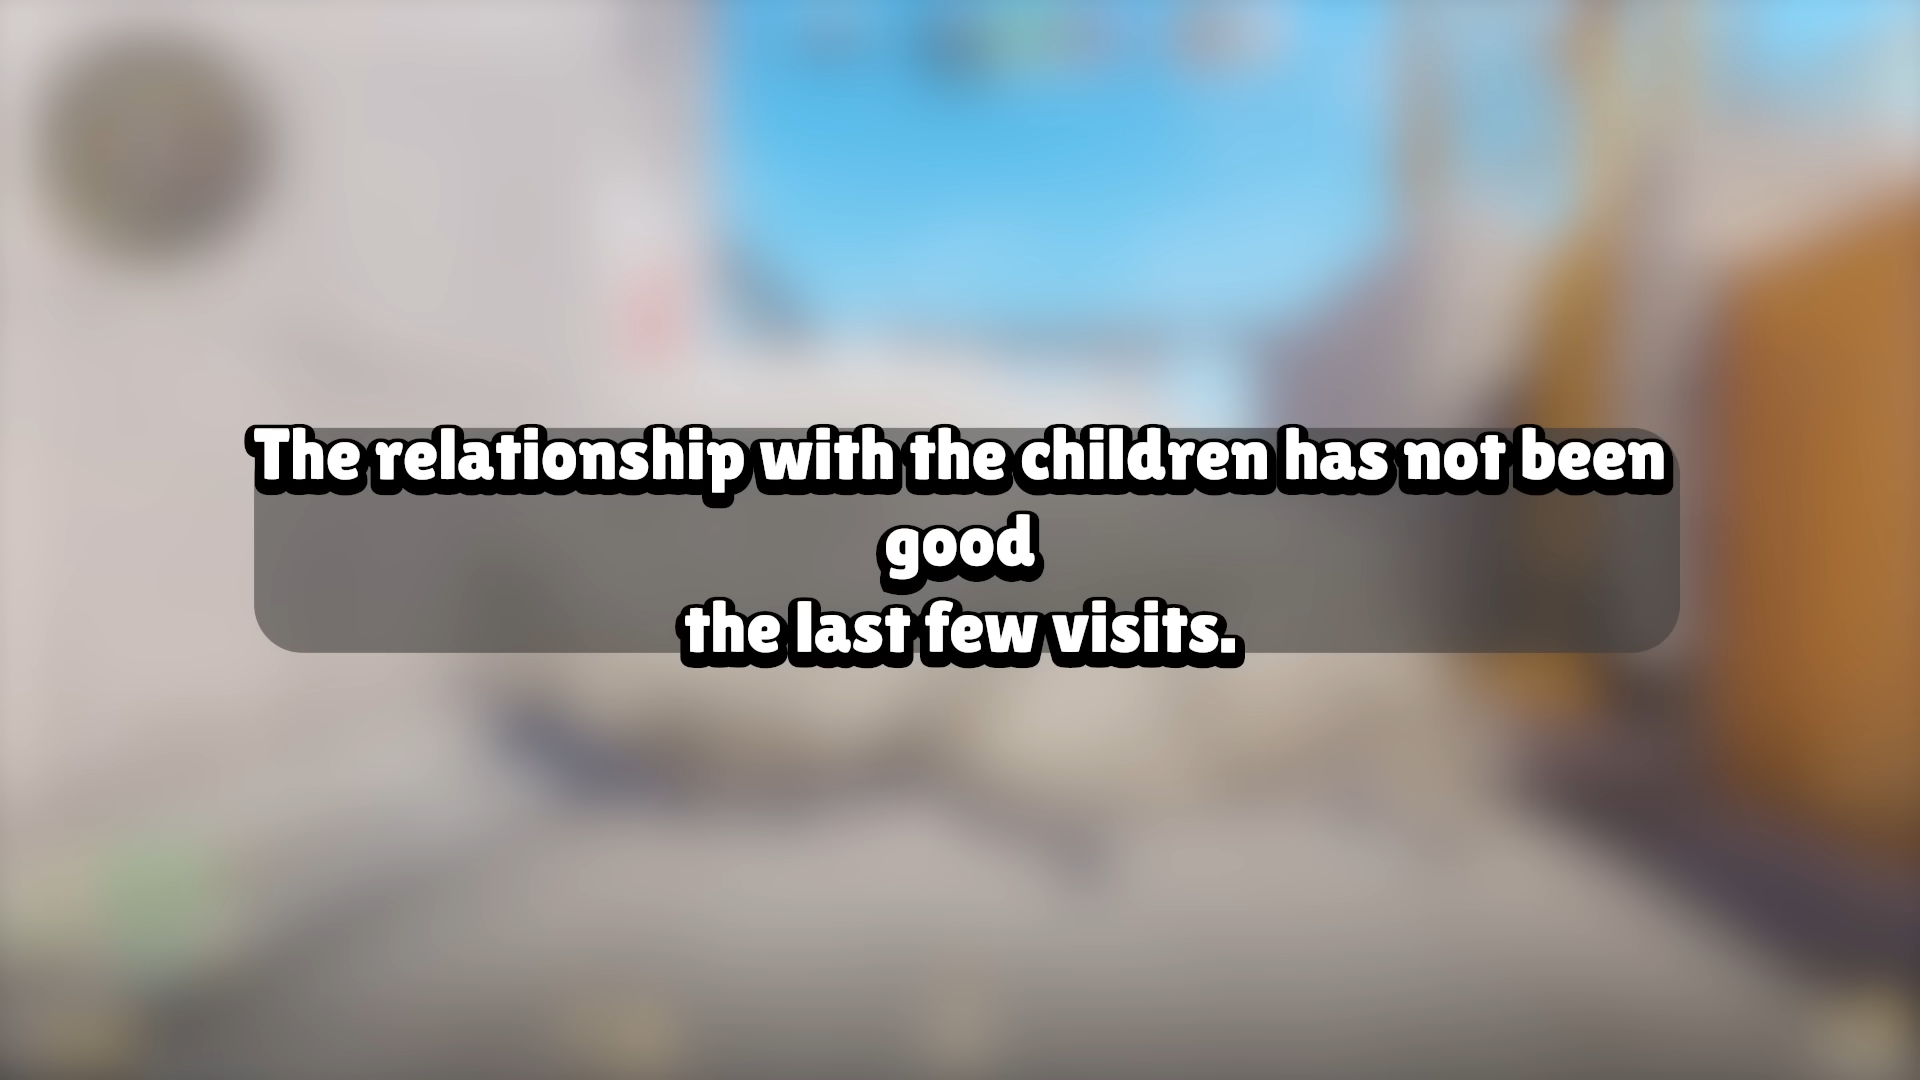 The relationship with the children has not been
good
the last few visits.